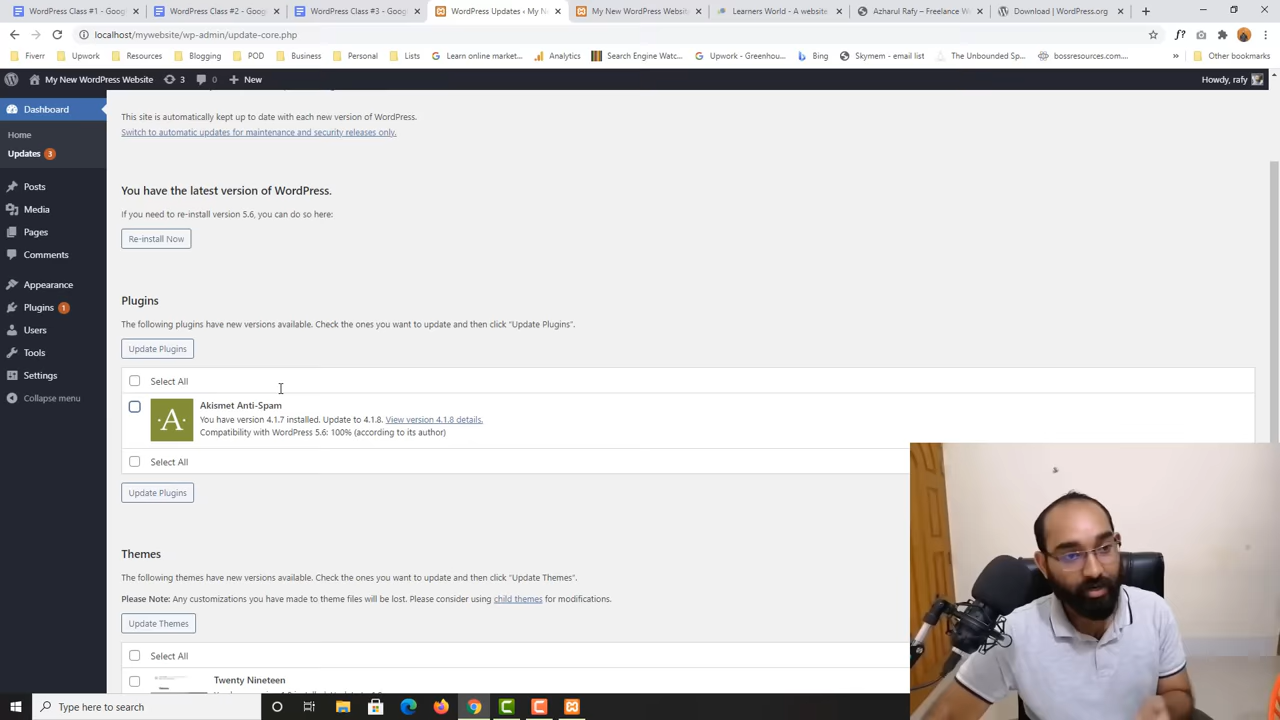 WordPress Class #1 - Goog
WordPress Class #2 - Goog
WordPress Class #3 - Goog
WordPress Updates ‹ My N
My New WordPress Websit
Learners World - A website
Azharul Rafy – Freelance W
Download | WordPress.org
localhost/mywebsite/wp-admin/update-core.php
Fiverr
Upwork
Resources
Blogging
POD
Business
Personal
Lists
Learn online market...
Analytics
Search Engine Watc...
Upwork - Greenhou...
Bing
Skymem - email list
The Unbounded Sp...
bossresources.com...
Other bookmarks
My New WordPress Website
3
0
New
Howdy, rafy
Dashboard
Home
Updates 3
Posts
Media
Pages
Comments
Appearance
Plugins 1
Users
Tools
Settings
Collapse menu
This site is automatically kept up to date with each new version of WordPress.
Switch to automatic updates for maintenance and security releases only.
You have the latest version of WordPress.
If you need to re-install version 5.6, you can do so here:
Re-install Now
Plugins
The following plugins have new versions available. Check the ones you want to update and then click “Update Plugins”.
Update Plugins
Select All
Akismet Anti-Spam
You have version 4.1.7 installed. Update to 4.1.8. View version 4.1.8 details.
Compatibility with WordPress 5.6: 100% (according to its author)
Select All
Update Plugins
Themes
The following themes have new versions available. Check the ones you want to update and then click “Update Themes”.
Please Note: Any customizations you have made to theme files will be lost. Please consider using child themes for modifications.
Update Themes
Select All
Twenty Nineteen
Type here to search